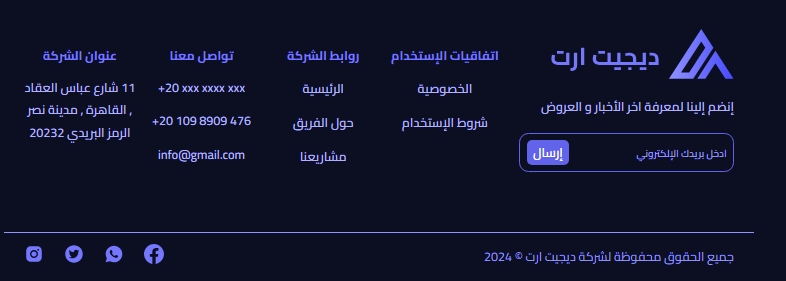 ديجيت ارت
إنضم إلينا لمعرفة اخر الأخبار و العروض
ادخل بريدك الإلكتروني
إرسال
اتفاقيات الإستخدام
الخصوصية
شروط الإستخدام
روابط الشركة
الرئيسية
حول الفريق
مشاريعنا
تواصل معنا
+20 xxx xxxx xxx
+20 109 8909 476
info@gmail.com
عنوان الشركة
11 شارع عباس العقاد
, القاهرة , مدينة نصر
الرمز البريدي 20232
جميع الحقوق محفوظة لشركة ديجيت ارت © 2024